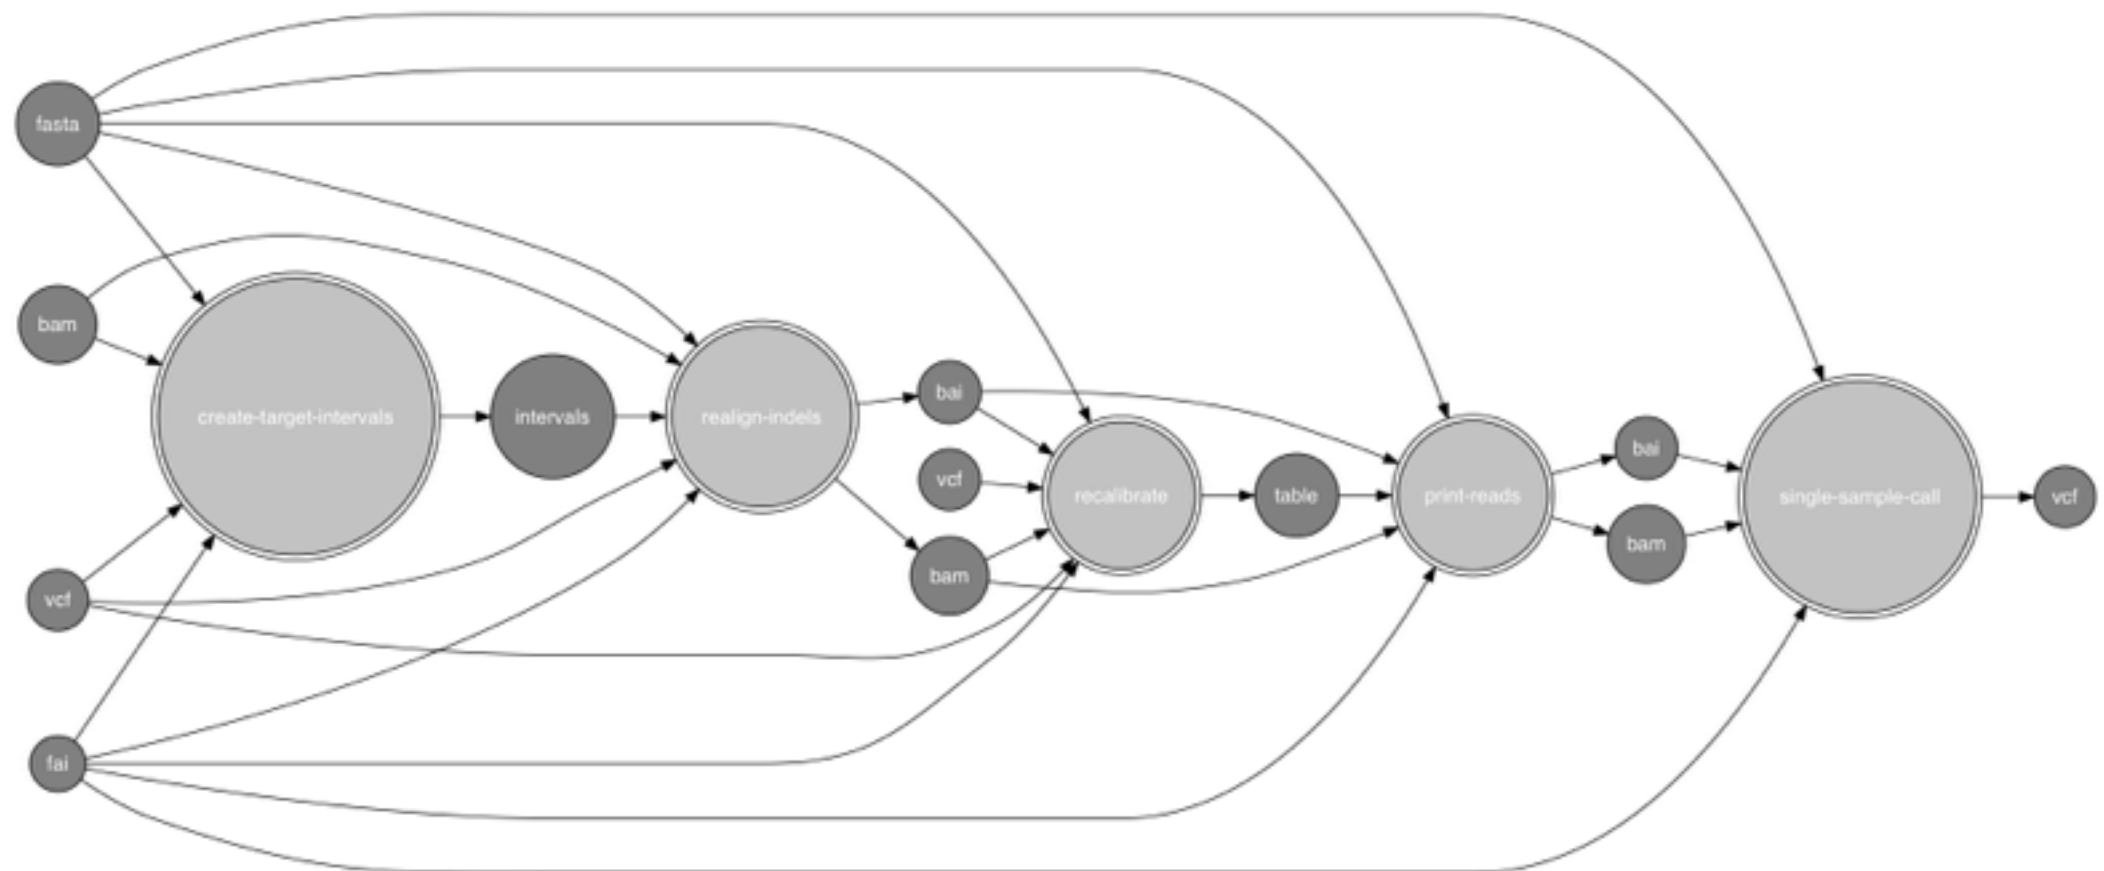 fasta
bam
create-target-intervals
intervals
realign-indels
bai
vcf
bam
recalibrate
table
print-reads
bai
bam
single-sample-call
vcf
vcf
fai